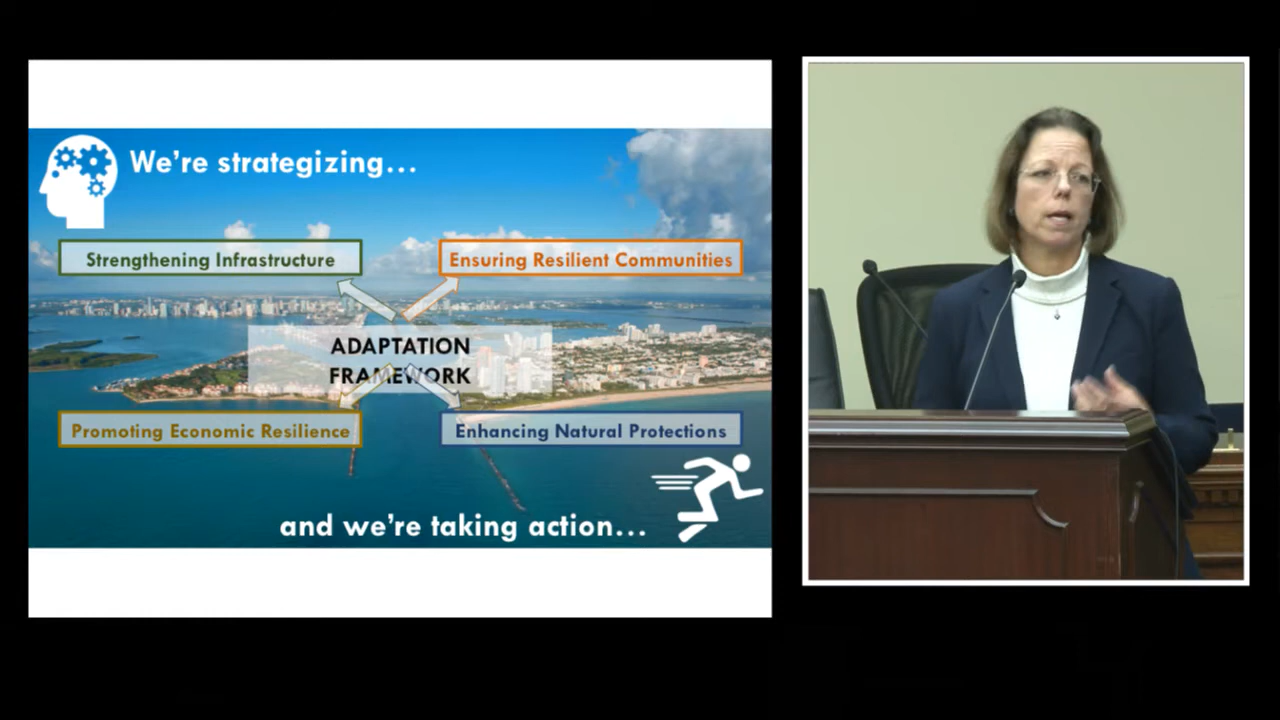 We're strategizing...
Strengthening Infrastructure
Ensuring Resilient Communities
ADAPTATION
FRAMEWORK
Promoting Economic Resilience
Enhancing Natural Protections
and we're taking action...